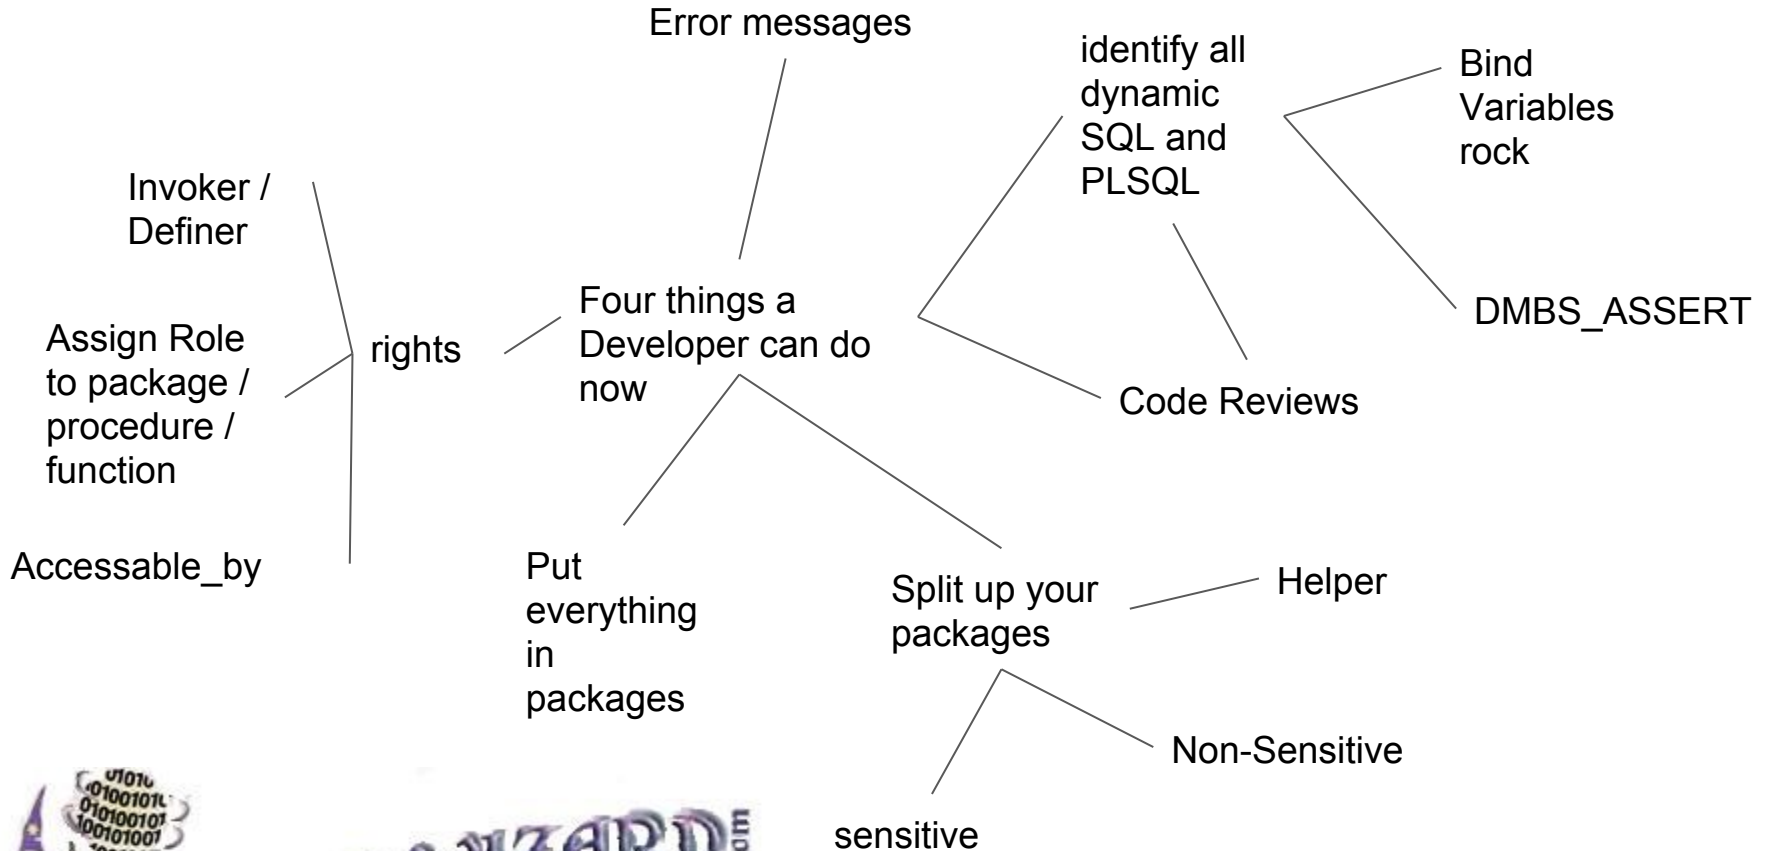 Error messages
identify all
dynamic
SQL and
PLSQL
Bind
Variables
rock
Invoker /
Definer
Four things a
Developer can do
now
DMBS_ASSERT
Assign Role
to package /
procedure /
function
rights
Code Reviews
Accessable_by
Put
everything
in
packages
Split up your
packages
Helper
Non-Sensitive
sensitive